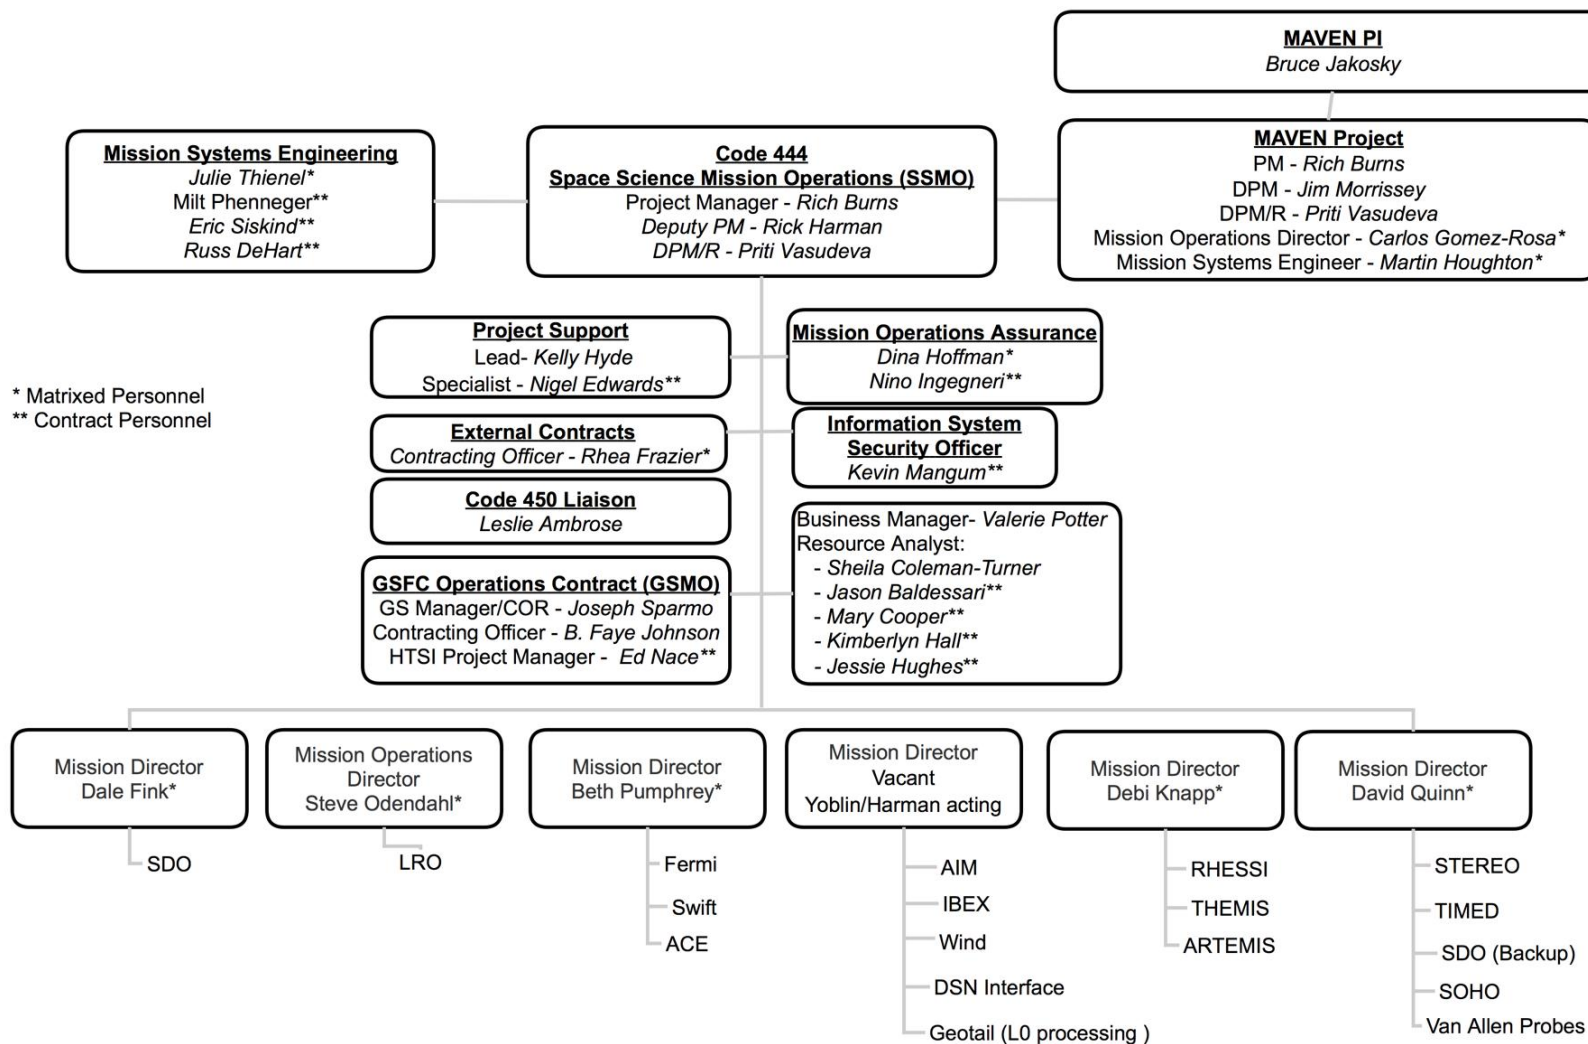 MAVEN PI
Bruce Jakosky
Mission Systems Engineering
Julie Thienel*
Milt Phenneger**
Eric Siskind**
Russ DeHart**
Code 444
Space Science Mission Operations (SSMO)
Project Manager - Rich Burns
Deputy PM - Rick Harman
DPM/R - Priti Vasudeva
MAVEN Project
PM - Rich Burns
DPM - Jim Morrissey
DPM/R - Priti Vasudeva
Mission Operations Director - Carlos Gomez-Rosa*
Mission Systems Engineer - Martin Houghton*
* Matrixed Personnel
** Contract Personnel
Project Support
Lead- Kelly Hyde
Specialist - Nigel Edwards**
Mission Operations Assurance
Dina Hoffman*
Nino Ingegneri**
External Contracts
Contracting Officer - Rhea Frazier*
Information System
Security Officer
Kevin Mangum**
Code 450 Liaison
Leslie Ambrose
Business Manager- Valerie Potter
Resource Analyst:
- Sheila Coleman-Turner
- Jason Baldessari**
- Mary Cooper**
- Kimberlyn Hall**
- Jessie Hughes**
GSFC Operations Contract (GSMO)
GS Manager/COR - Joseph Sparmo
Contracting Officer - B. Faye Johnson
HTSI Project Manager - Ed Nace**
Mission Director
Dale Fink*
SDO
Mission Operations
Director
Steve Odendahl*
LRO
Mission Director
Beth Pumphrey*
Fermi
Swift
ACE
Mission Director
Vacant
Yoblin/Harman acting
AIM
IBEX
Wind
DSN Interface
Geotail (L0 processing )
Mission Director
Debi Knapp*
RHESSI
THEMIS
ARTEMIS
Mission Director
David Quinn*
STEREO
TIMED
SDO (Backup)
SOHO
Van Allen Probes